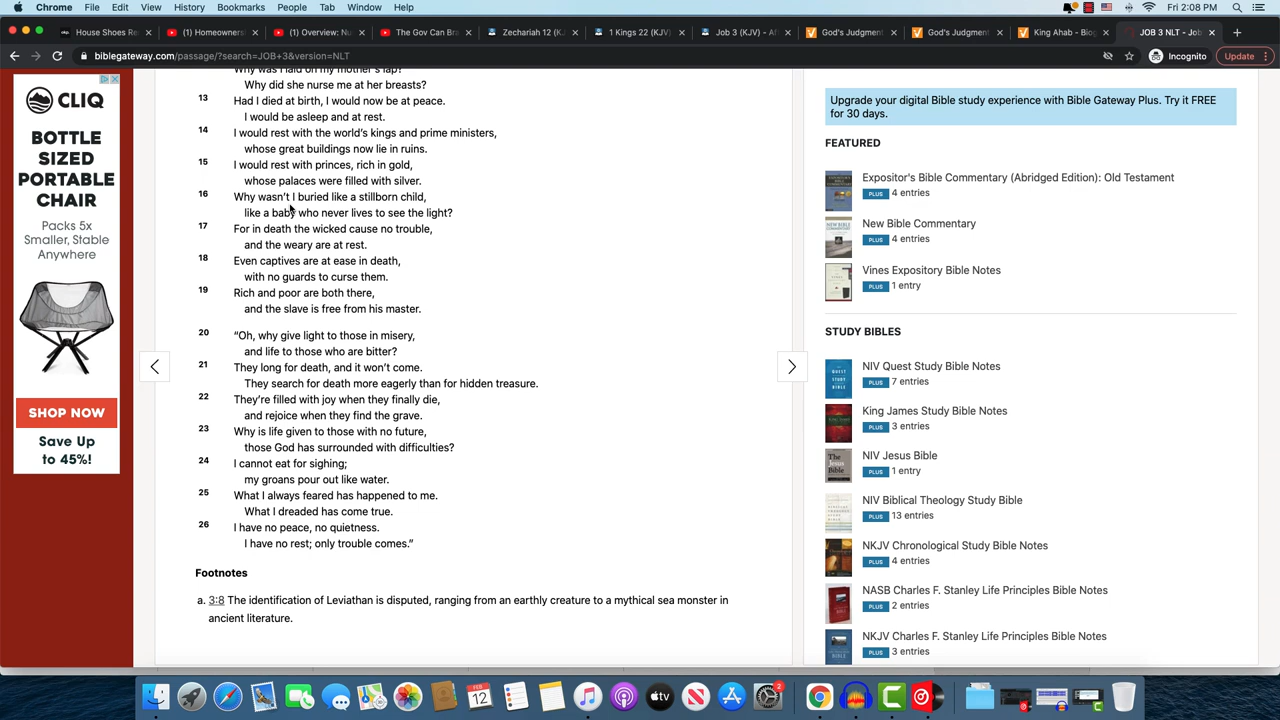 Chrome File Edit View History Bookmarks People Tab Window Help
Fri 2:08 PM
House Shoes Re
(1) Homeowners
(1) Overview: Nu
The Gov Can Bra
Zechariah 12 (KJV)
1 Kings 22 (KJV)
Job 3 (KJV) - Af
God's Judgment
God's Judgment
King Ahab - Blog
JOB 3 NLT - Job
biblegateway.com/passage/?search=JOB+3&version=NLT
Incognito
Update
CLIQ
BOTTLE
SIZED
PORTABLE
CHAIR
Packs 5x
Smaller, Stable
Anywhere
SHOP NOW
Save Up
to 45%!
Why was I laid on my mother's lap?
Why did she nurse me at her breasts?
13 Had I died at birth, I would now be at peace.
I would be asleep and at rest.
14 I would rest with the world's kings and prime ministers,
whose great buildings now lie in ruins.
15 I would rest with princes, rich in gold,
whose palaces were filled with silver.
16 Why wasn't I buried like a stillborn child,
like a baby who never lives to see the light?
17 For in death the wicked cause no trouble,
and the weary are at rest.
18 Even captives are at ease in death,
with no guards to curse them.
19 Rich and poor are both there,
and the slave is free from his master.
20 “Oh, why give light to those in misery,
and life to those who are bitter?
21 They long for death, and it won't come.
They search for death more eagerly than for hidden treasure.
22 They're filled with joy when they finally die,
and rejoice when they find the grave.
23 Why is life given to those with no future,
those God has surrounded with difficulties?
24 I cannot eat for sighing;
my groans pour out like water.
25 What I always feared has happened to me.
What I dreaded has come true.
26 I have no peace, no quietness.
I have no rest; only trouble comes.”
Footnotes
a. 3:8 The identification of Leviathan is disputed, ranging from an earthly creature to a mythical sea monster in
ancient literature.
Upgrade your digital Bible study experience with Bible Gateway Plus. Try it FREE
for 30 days.
FEATURED
Expositor's Bible Commentary (Abridged Edition): Old Testament
PLUS 4 entries
New Bible Commentary
PLUS 4 entries
Vines Expository Bible Notes
PLUS 1 entry
STUDY BIBLES
NIV Quest Study Bible Notes
PLUS 7 entries
King James Study Bible Notes
PLUS 3 entries
NIV Jesus Bible
PLUS 1 entry
NIV Biblical Theology Study Bible
PLUS 13 entries
NKJV Chronological Study Bible Notes
PLUS 4 entries
NASB Charles F. Stanley Life Principles Bible Notes
PLUS 2 entries
NKJV Charles F. Stanley Life Principles Bible Notes
PLUS 3 entries
FEB
12
tv
2